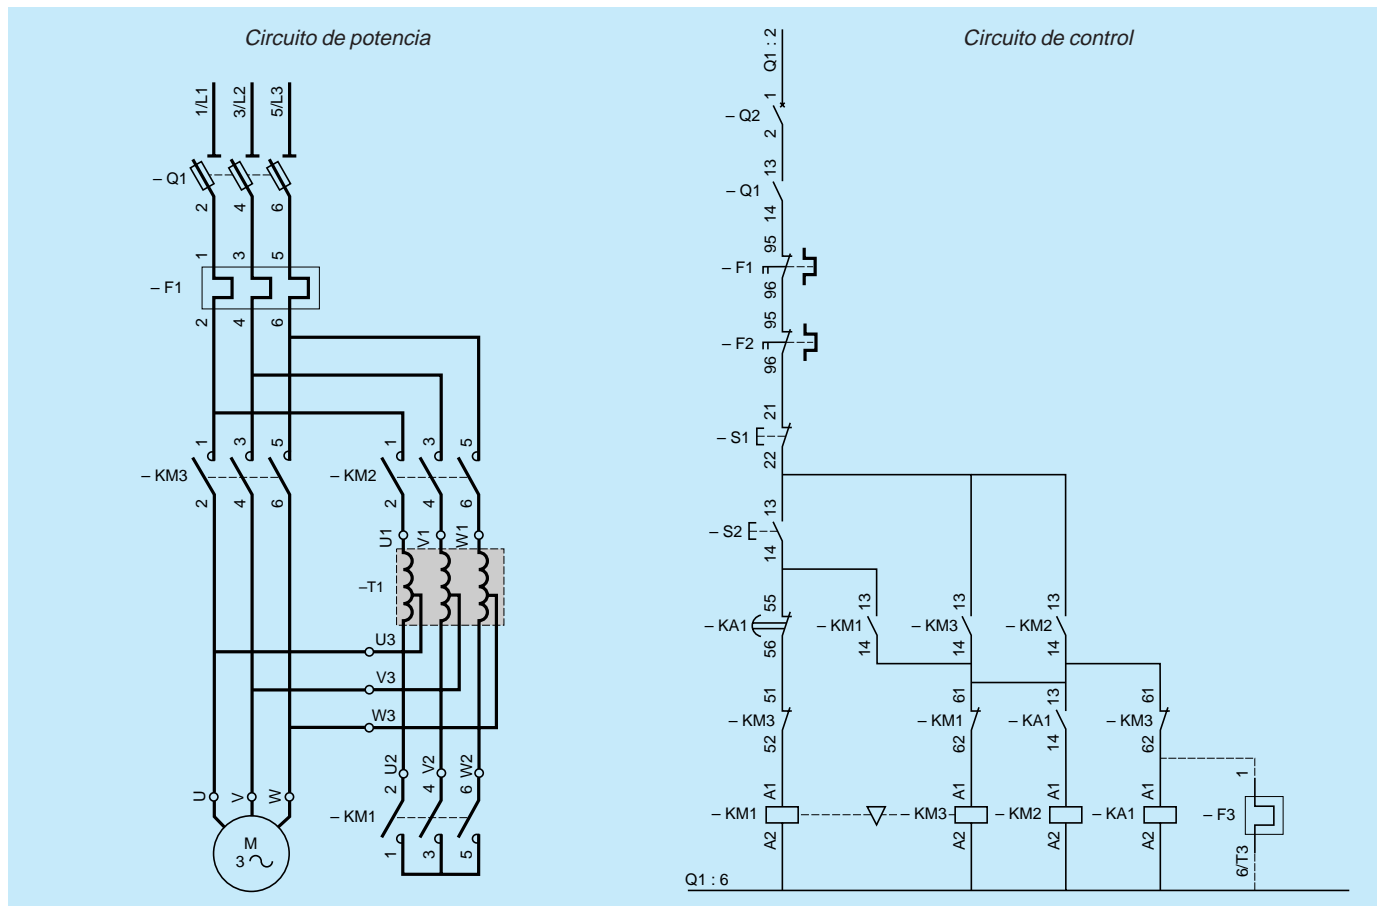 Circuito de potencia
1/L1 3/L2 5/L3
– Q1
2 4 6
1 3 5
– F1
2 4 6
1 3 5 1 3 5
– KM3 – KM2
2 4 6 2 4 6
U1 V1 W1
–T1
U3
V3
W3
U2 V2 W2
2 4 6
U V W
– KM1
M
3
1 3 5
Circuito de control
Q1 : 2
1
– Q2
2
13
– Q1
14
95
– F1
96
95
– F2
96
21
– S1
22
13
– S2
14
55 13 13 13
– KA1 – KM1 – KM3 – KM2
56 14 14 14
51 61 13 61
– KM3 – KM1 – KA1 – KM3
52 62 14 62
A1 A1 A1 A1 1
– KM1 – KM3 – KM2 – KA1 – F3
A2 A2 A2 A2 6/T3
Q1 : 6